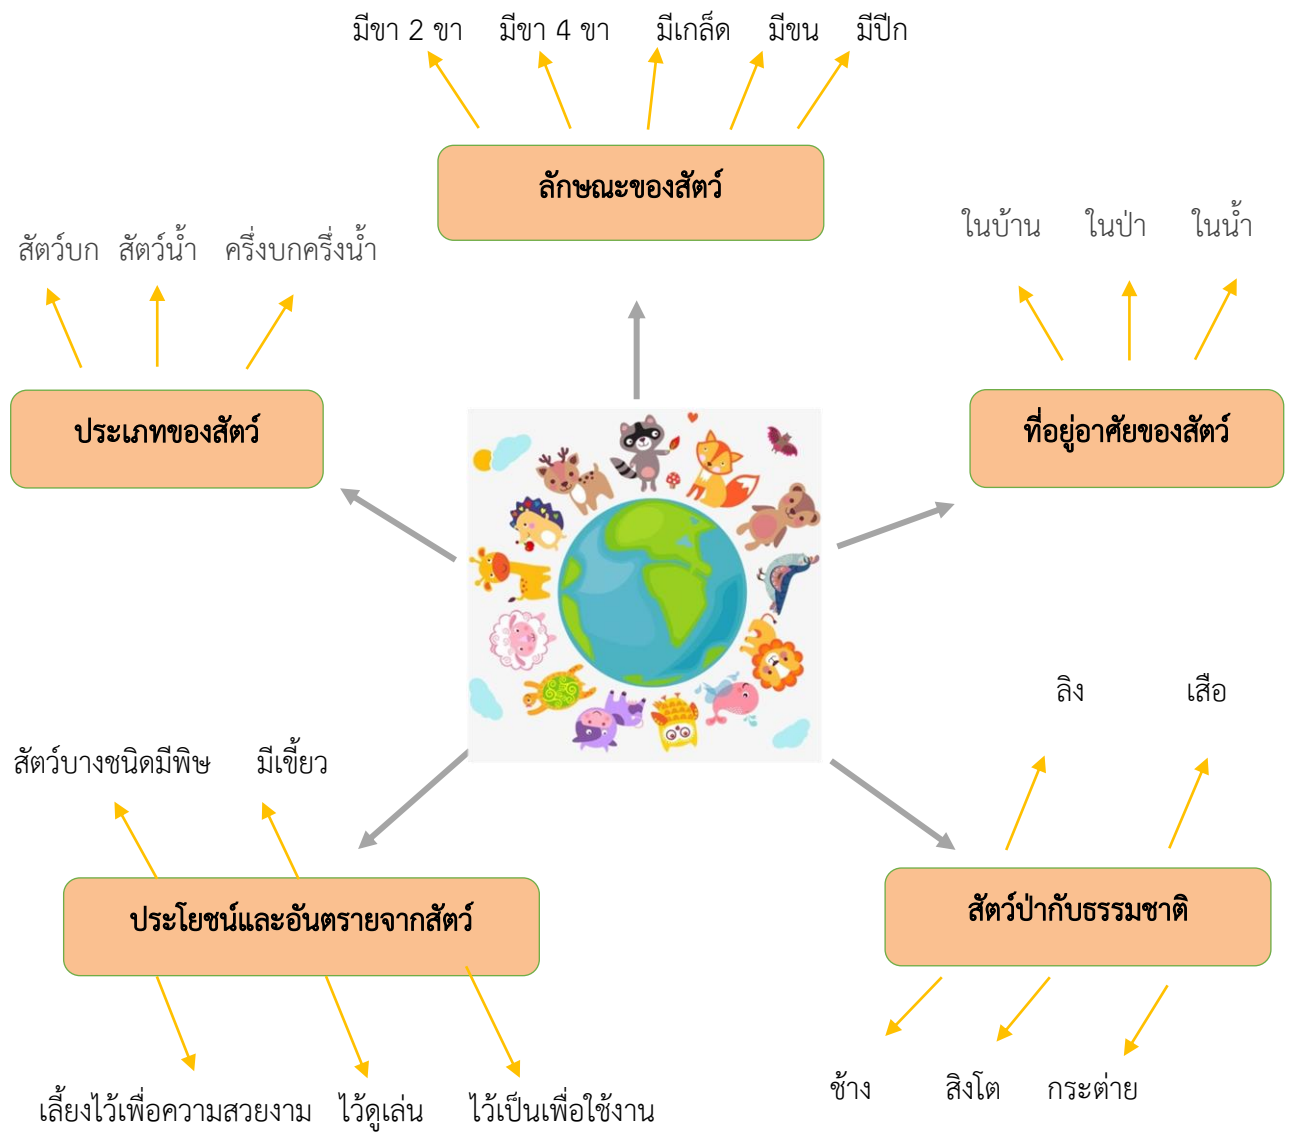 มีขา 2 ขา มีขา 4 ขา มีเกล็ด มีขน มีปีก
ลักษณะของสัตว์
สัตว์บก สัตว์น้ำ ครึ่งบกครึ่งน้ำ
ในบ้าน ในป่า ในน้ำ
ประเภทของสัตว์
ที่อยู่อาศัยของสัตว์
ลิง เสือ
สัตว์บางชนิดมีพิษ มีเขี้ยว
ประโยชน์และอันตรายจากสัตว์
สัตว์ป่ากับธรรมชาติ
ช้าง สิงโต กระต่าย
เลี้ยงไว้เพื่อความสวยงาม ไว้ดูเล่น ไว้เป็นเพื่อใช้งาน